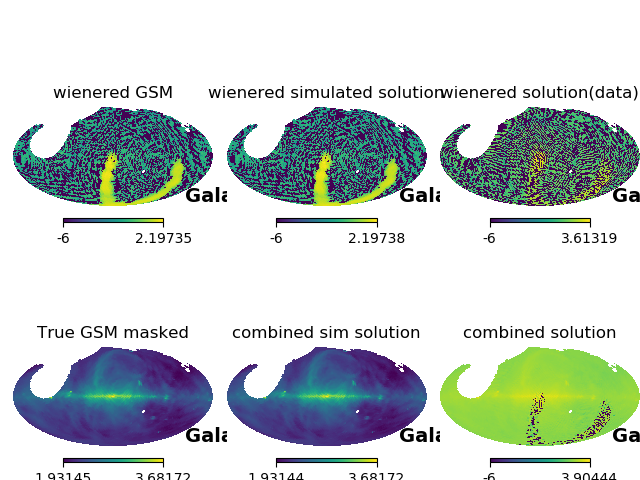 wienered GSM
wienered simulated solution
wienered solution(data)
Gala
Gala
Ga
-6 2.19735
-6 2.19738
-6 3.61319
True GSM masked
combined sim solution
combined solution
Gala
Gala
Ga
1.93145 3.68172
1.93144 3.68172
-6 3.90444